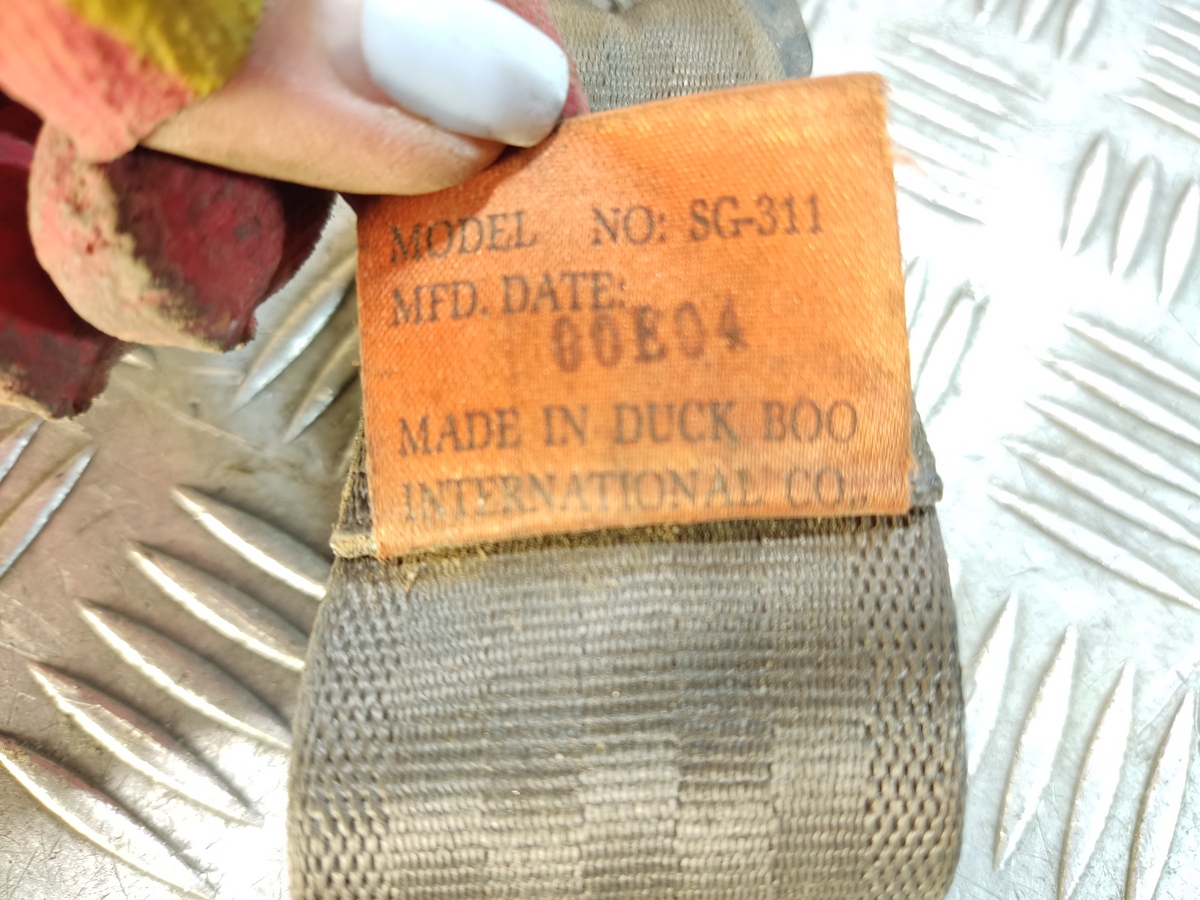 MODEL NO: SG-311
MFD. DATE:
00E04
MADE IN DUCK BOO
INTERNATIONAL CO.,